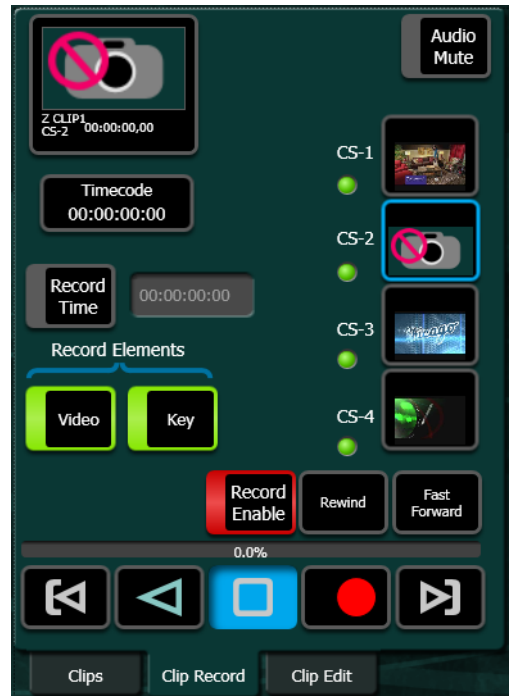 Audio
Mute
Z CLIP1
CS-2 00:00:00,00
CS-1
Timecode
00:00:00:00
CS-2
Record
Time
00:00:00:00
CS-3
Chicago
Record Elements
Video
Key
CS-4
Record
Enable
Rewind
Fast
Forward
0.0%
Clips
Clip Record
Clip Edit